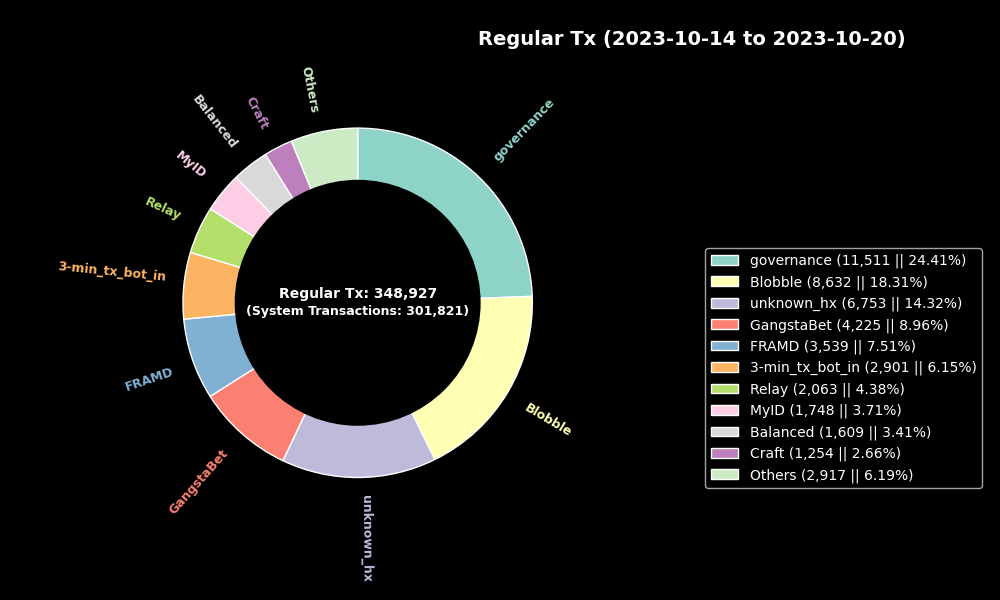 Regular Tx (2023-10-14 to 2023-10-20)
Others
Craft
Balanced
MyID
Relay
3-min_tx_bot_in
FRAMD
GangstaBet
unknown_hx
Blobble
governance
Regular Tx: 348,927
(System Transactions: 301,821)
governance (11,511 || 24.41%)
Blobble (8,632 || 18.31%)
unknown_hx (6,753 || 14.32%)
GangstaBet (4,225 || 8.96%)
FRAMD (3,539 || 7.51%)
3-min_tx_bot_in (2,901 || 6.15%)
Relay (2,063 || 4.38%)
MyID (1,748 || 3.71%)
Balanced (1,609 || 3.41%)
Craft (1,254 || 2.66%)
Others (2,917 || 6.19%)